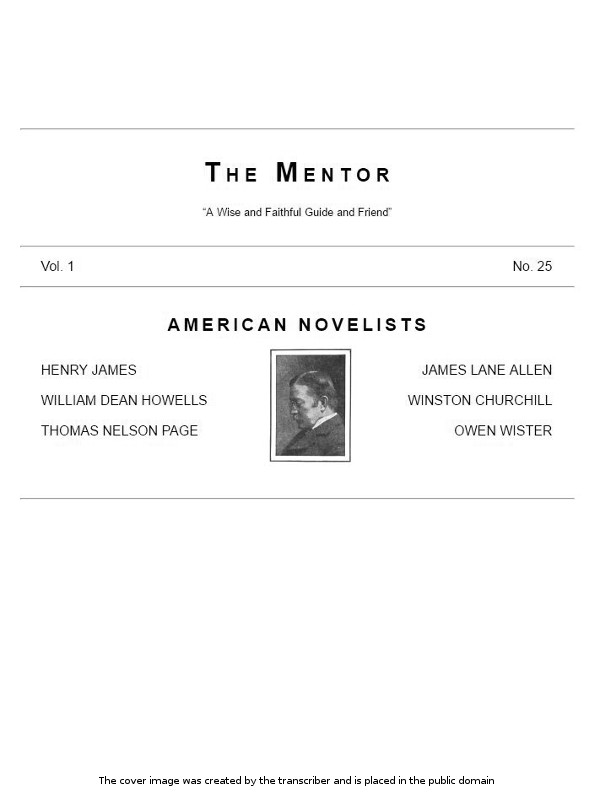 THE MENTOR
“A Wise and Faithful Guide and Friend”
Vol. 1 No. 25
AMERICAN NOVELISTS
HENRY JAMES JAMES LANE ALLEN
WILLIAM DEAN HOWELLS WINSTON CHURCHILL
THOMAS NELSON PAGE OWEN WISTER
The cover image was created by the transcriber and is placed in the public domain